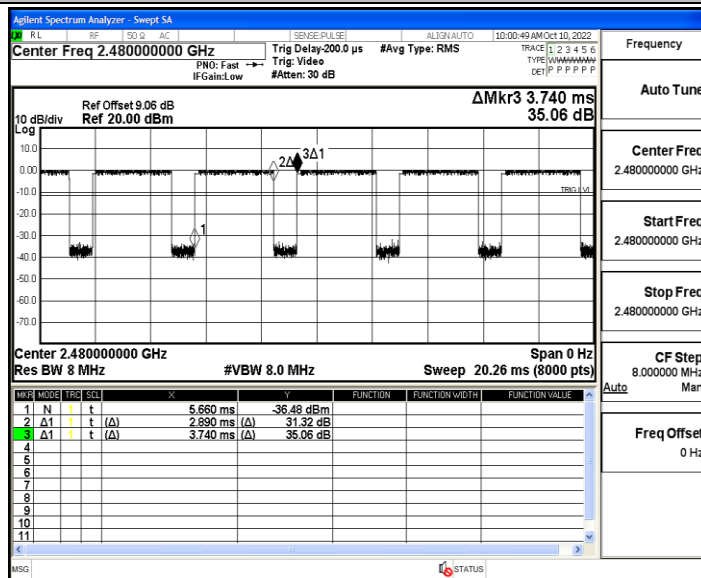 Agilent Spectrum Analyzer - Swept SA
RL RF 50 Ω AC SENSE:PULSE ALIGN AUTO 10:00:49 AM Oct 10, 2022
Center Freq 2.480000000 GHz
PNO: Fast
IFGain:Low
Trig Delay-200.0 µs
Trig: Video
#Atten: 30 dB
#Avg Type: RMS
TRACE 1 2 3 4 5 6
TYPE
DET P P P P P P
ΔMkr3 3.740 ms
35.06 dB
Ref Offset 9.06 dB
10 dB/div Ref 20.00 dBm
Log
10.0
0.00
-10.0
-20.0
-30.0
-40.0
-50.0
-60.0
-70.0
2Δ
3Δ1
1
TRIG LVL
Center 2.480000000 GHz Span 0 Hz
Res BW 8 MHz #VBW 8.0 MHz Sweep 20.26 ms (8000 pts)
MKR MODE TRC SCL X Y FUNCTION FUNCTION WIDTH FUNCTION VALUE
1 N t 5.660 ms -36.48 dBm
2 Δ1 t (Δ) 2.890 ms (Δ) 31.32 dB
3 Δ1 t (Δ) 3.740 ms (Δ) 35.06 dB
4
5
6
7
8
9
10
11
MSG STATUS
Frequency
Auto Tune
Center Freq
2.480000000 GHz
Start Freq
2.480000000 GHz
Stop Freq
2.480000000 GHz
CF Step
8.000000 MHz
Auto Man
Freq Offset
0 Hz